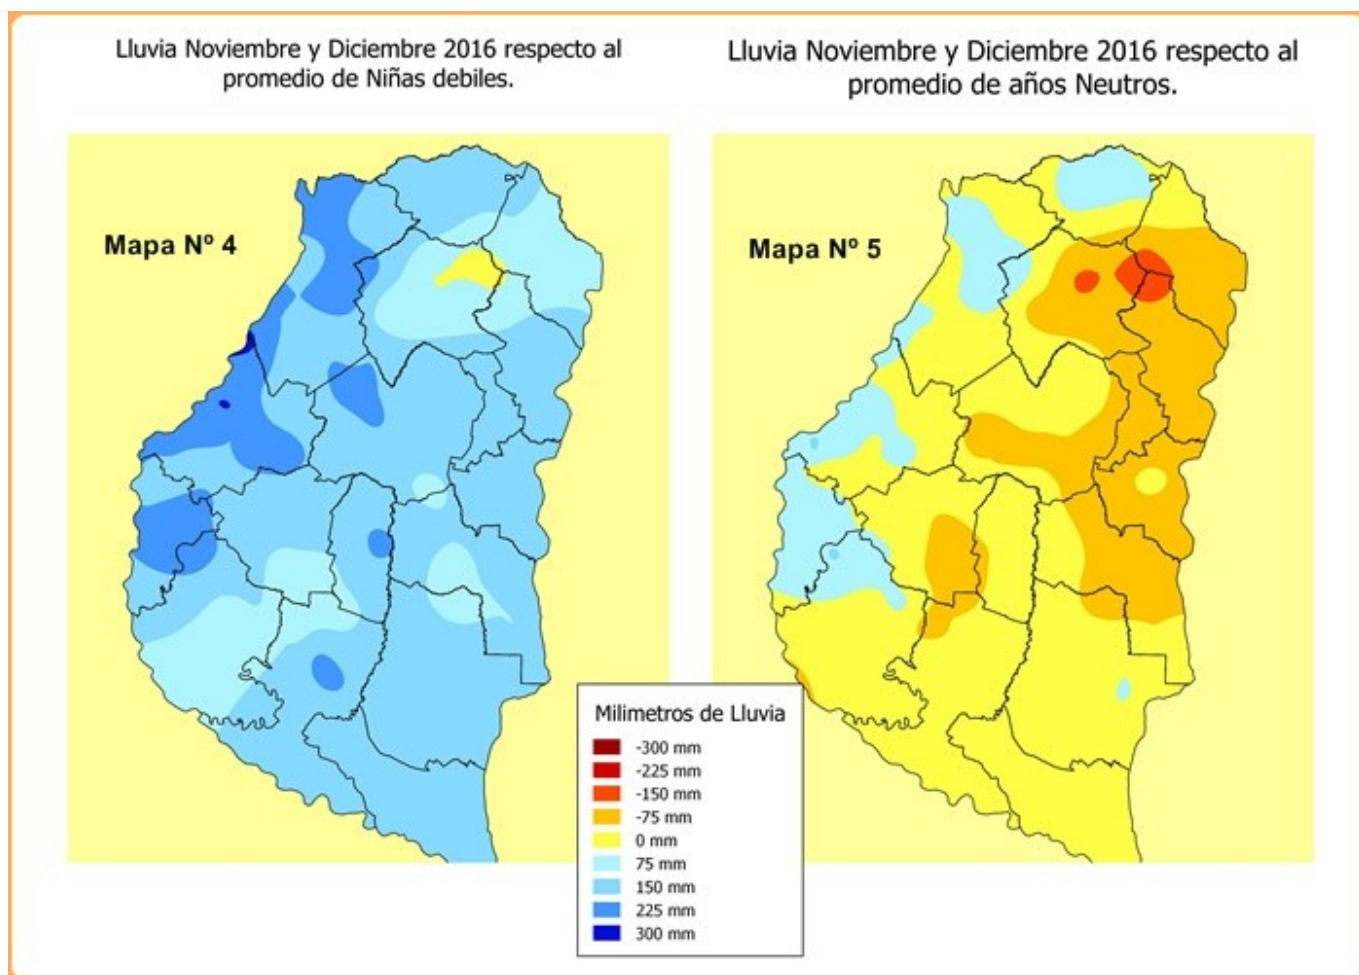 Lluvia Noviembre y Diciembre 2016 respecto al
promedio de Niñas debiles.
Lluvia Noviembre y Diciembre 2016 respecto al
promedio de años Neutros.
Mapa Nº 4
Mapa Nº 5
Milimetros de Lluvia
-300 mm
-225 mm
-150 mm
-75 mm
0 mm
75 mm
150 mm
225 mm
300 mm